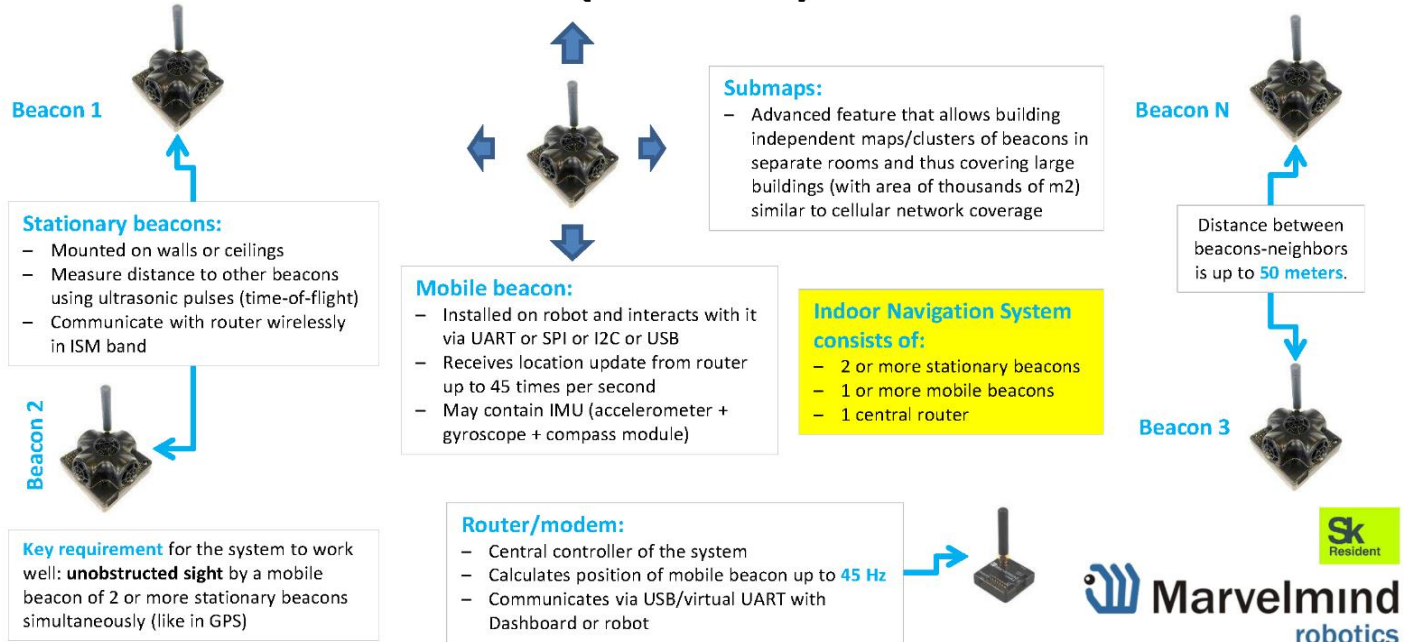 Beacon 1
Stationary beacons:
– Mounted on walls or ceilings
– Measure distance to other beacons
using ultrasonic pulses (time-of-flight)
– Communicate with router wirelessly
in ISM band
Beacon 2
Key requirement for the system to work
well: unobstructed sight by a mobile
beacon of 2 or more stationary beacons
simultaneously (like in GPS)
Mobile beacon:
– Installed on robot and interacts with it
via UART or SPI or I2C or USB
– Receives location update from router
up to 45 times per second
– May contain IMU (accelerometer +
gyroscope + compass module)
Submaps:
– Advanced feature that allows building
independent maps/clusters of beacons in
separate rooms and thus covering large
buildings (with area of thousands of m2)
similar to cellular network coverage
Indoor Navigation System
consists of:
– 2 or more stationary beacons
– 1 or more mobile beacons
– 1 central router
Beacon N
Distance between
beacons-neighbors
is up to 50 meters.
Beacon 3
Router/modem:
– Central controller of the system
– Calculates position of mobile beacon up to 45 Hz
– Communicates via USB/virtual UART with
Dashboard or robot
Sk
Resident
Marvelmind
robotics